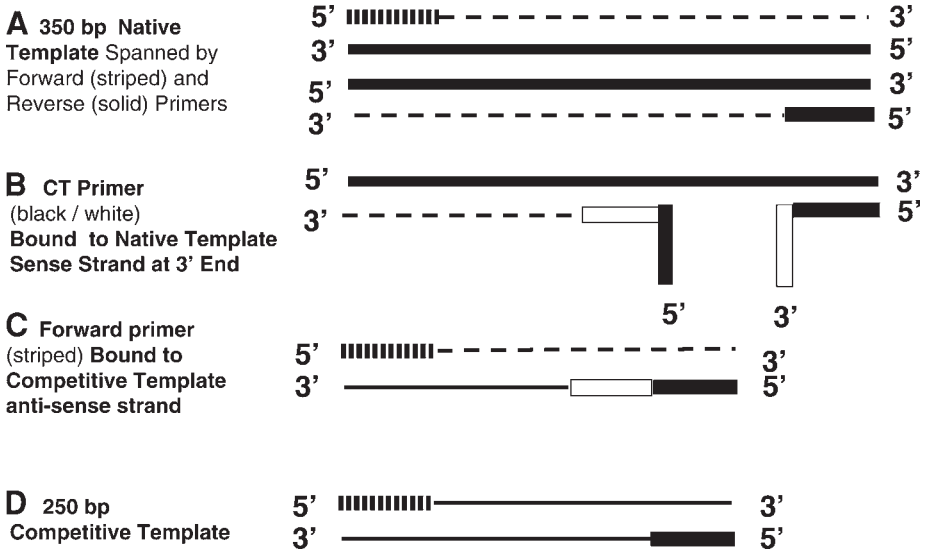 A 350 bp Native
Template Spanned by
Forward (striped) and
Reverse (solid) Primers
5’ 3’
3’ 5’
5’ 3’
3’ 5’
B CT Primer
(black / white)
Bound to Native Template
Sense Strand at 3’ End
5’ 3’
3’ 5’
5’ 3’
C Forward primer
(striped) Bound to
Competitive Template
anti-sense strand
5’ 3’
3’ 5’
D 250 bp
Competitive Template
5’ 3’
3’ 5’